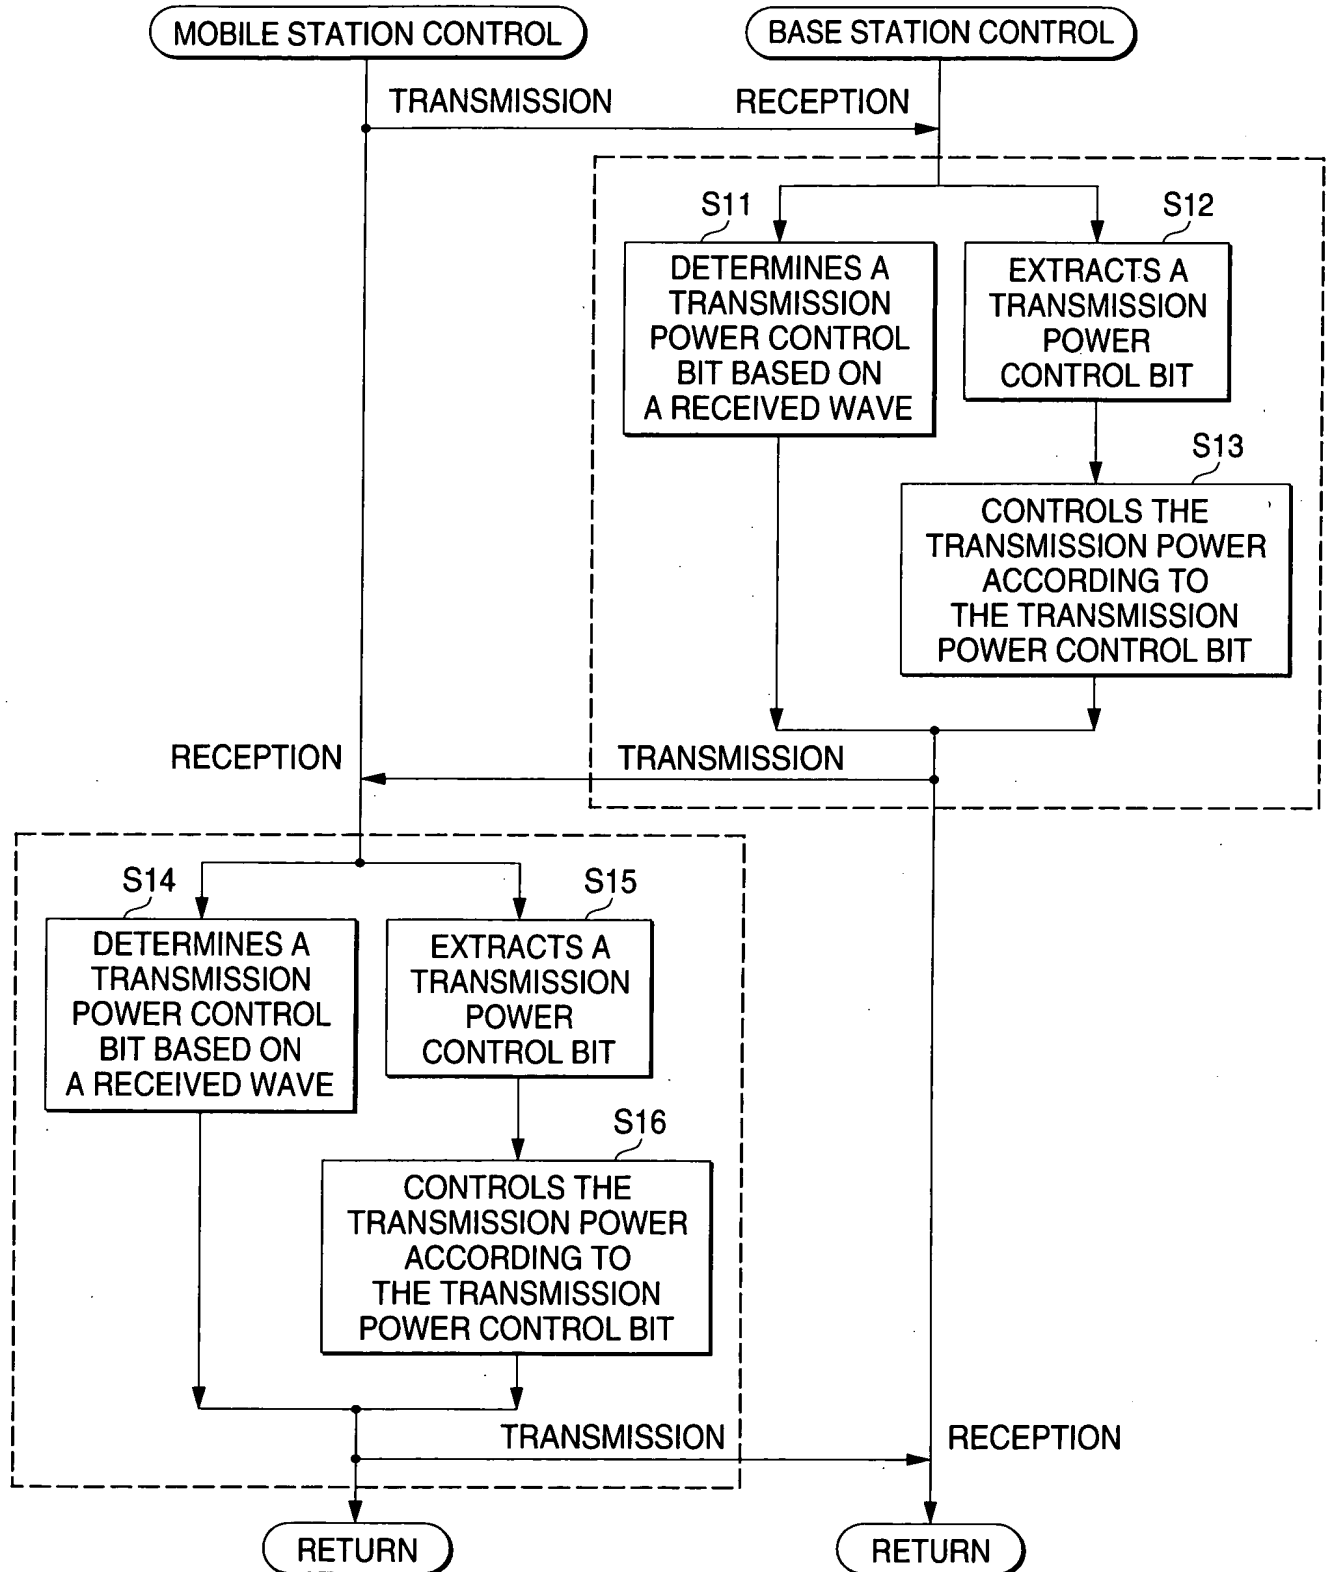 MOBILE STATION CONTROL
BASE STATION CONTROL
TRANSMISSION
RECEPTION
S11
DETERMINES A
TRANSMISSION
POWER CONTROL
BIT BASED ON
A RECEIVED WAVE
S12
EXTRACTS A
TRANSMISSION
POWER
CONTROL BIT
S13
CONTROLS THE
TRANSMISSION POWER
ACCORDING TO
THE TRANSMISSION
POWER CONTROL BIT
RECEPTION
TRANSMISSION
S14
DETERMINES A
TRANSMISSION
POWER CONTROL
BIT BASED ON
A RECEIVED WAVE
S15
EXTRACTS A
TRANSMISSION
POWER
CONTROL BIT
S16
CONTROLS THE
TRANSMISSION POWER
ACCORDING TO
THE TRANSMISSION
POWER CONTROL BIT
TRANSMISSION
RECEPTION
RETURN
RETURN